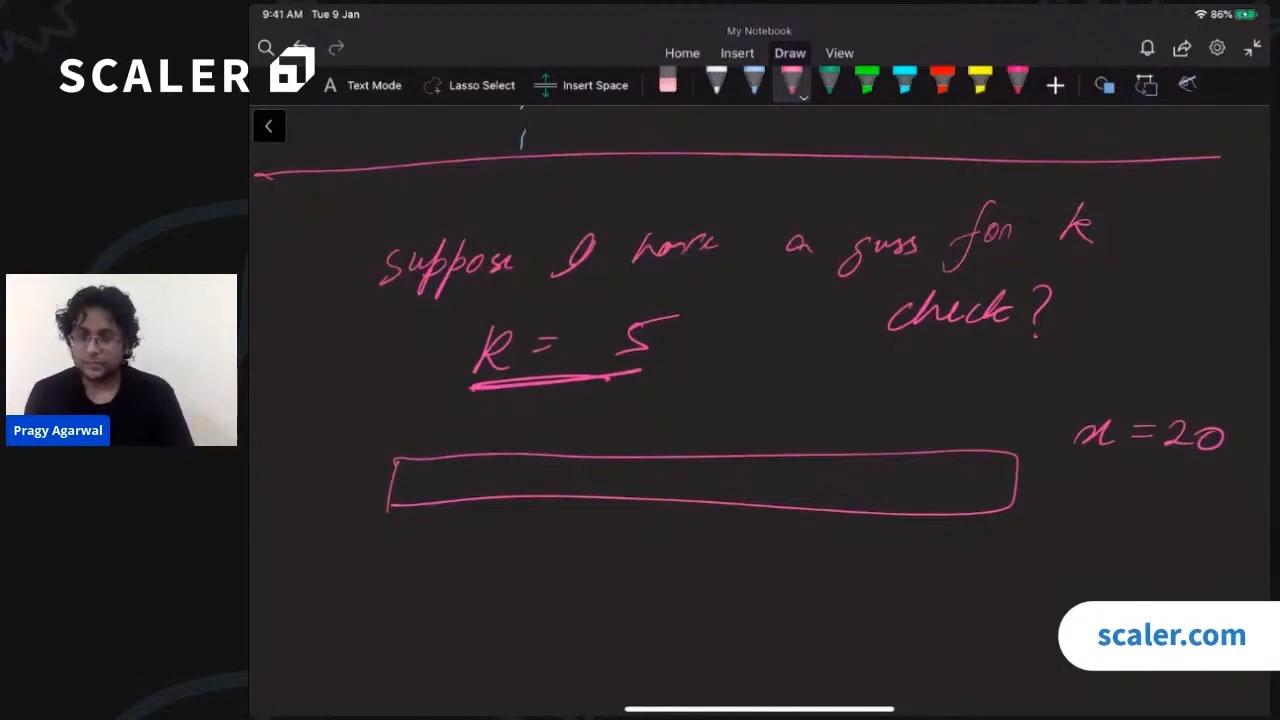 9:41 AM Tue 9 Jan
86%
My Notebook
Home Insert Draw View
SCALER
Text Mode
Lasso Select
Insert Space
suppose I have a guess for k
check?
K = 5
x = 20
Pragy Agarwal
scaler.com